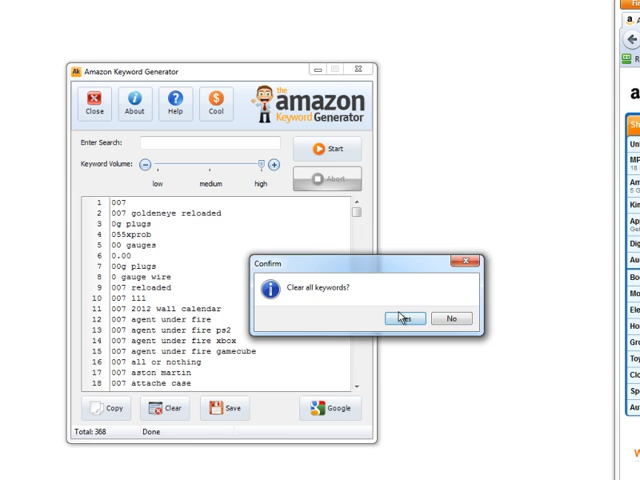 Ak Amazon Keyword Generator
Close
About
Help
$
Cool
the
amazon
KeywordGenerator
Enter Search:
Start
Keyword Volume:
low
medium
high
Abort
1 007
2 007 goldeneye reloaded
3 0g plugs
4 055xprob
5 00 gauges
6 0.00
7 00g plugs
8 0 gauge wire
9 007 reloaded
10 007 111
11 007 2012 wall calendar
12 007 agent under fire
13 007 agent under fire ps2
14 007 agent under fire xbox
15 007 agent under fire gamecube
16 007 all or nothing
17 007 aston martin
18 007 attache case
Confirm
Clear all keywords?
Yes
No
Copy
Clear
Save
Google
Total: 368
Done